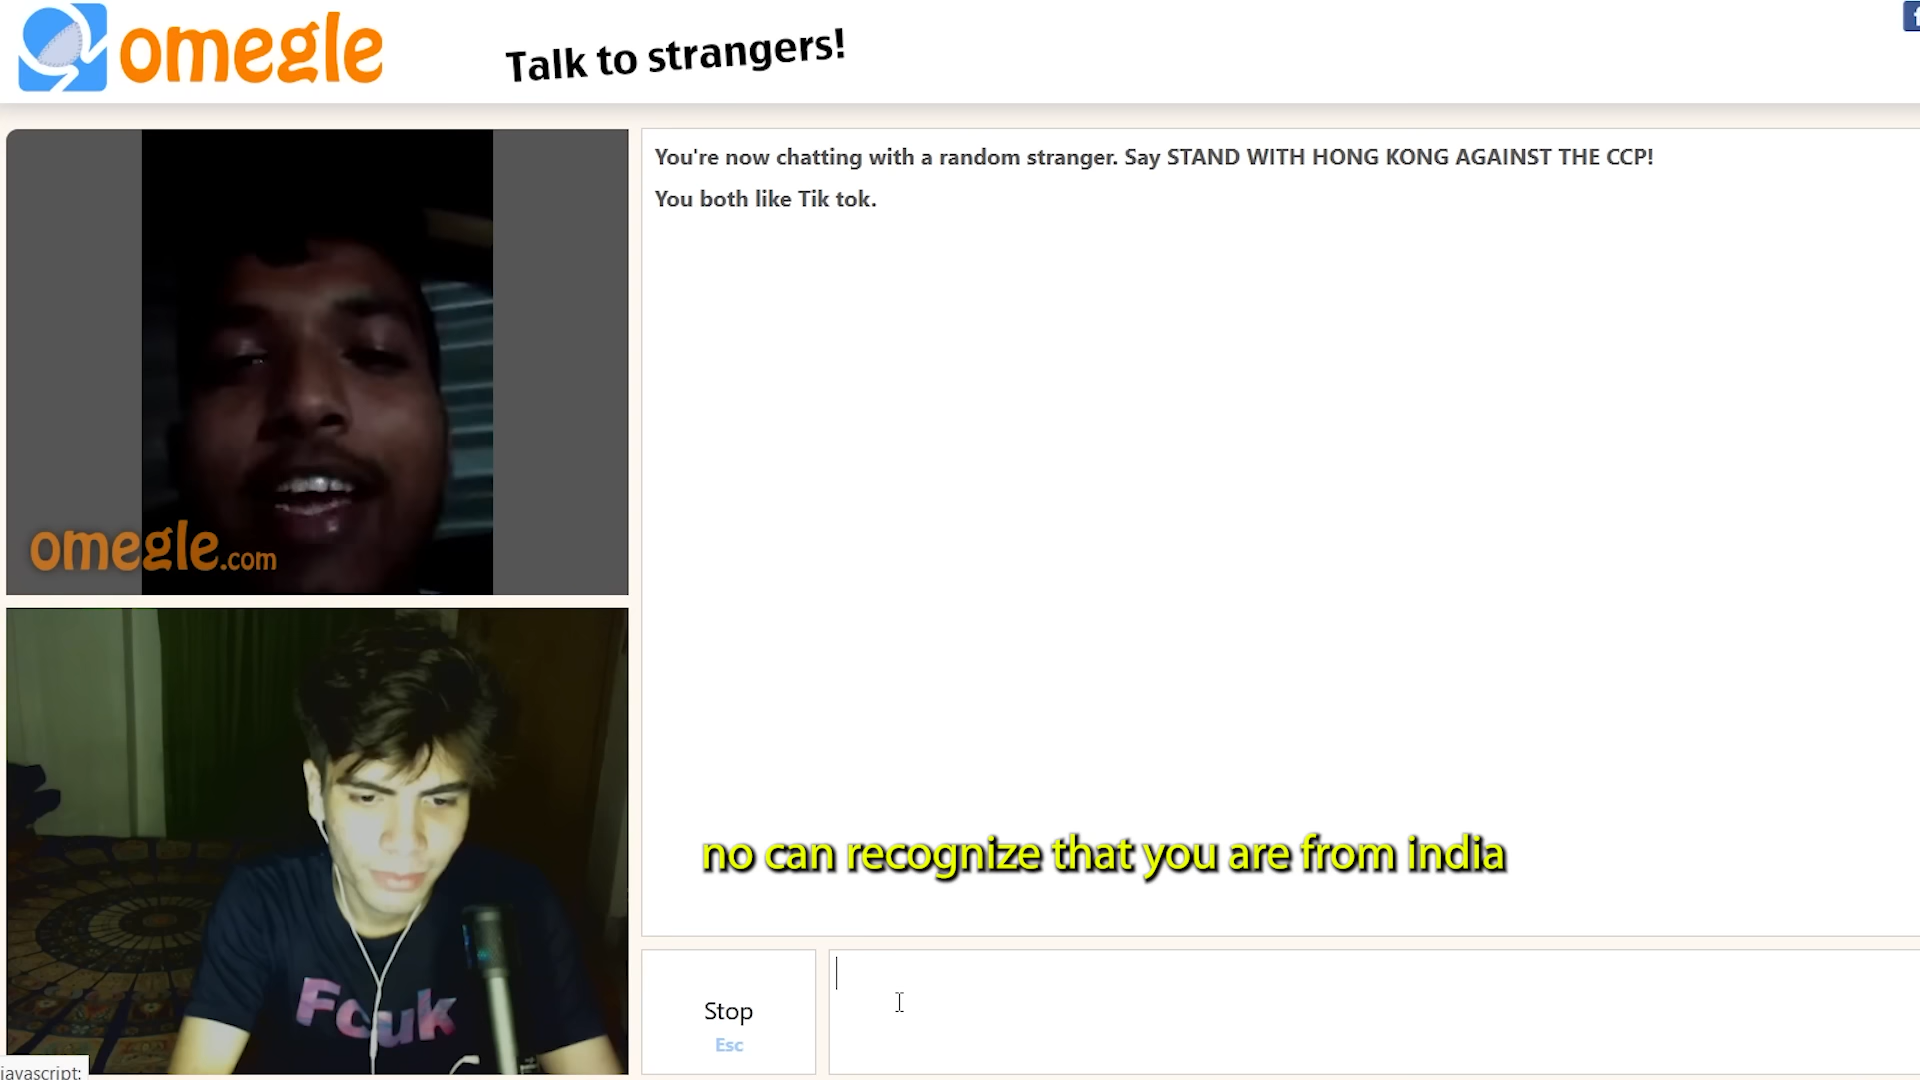 omegle
Talk to strangers!
You're now chatting with a random stranger. Say STAND WITH HONG KONG AGAINST THE CCP!
You both like Tik tok.
omegle.com
no can recognize that you are from india
Fcuk
Stop
Esc
javascript: